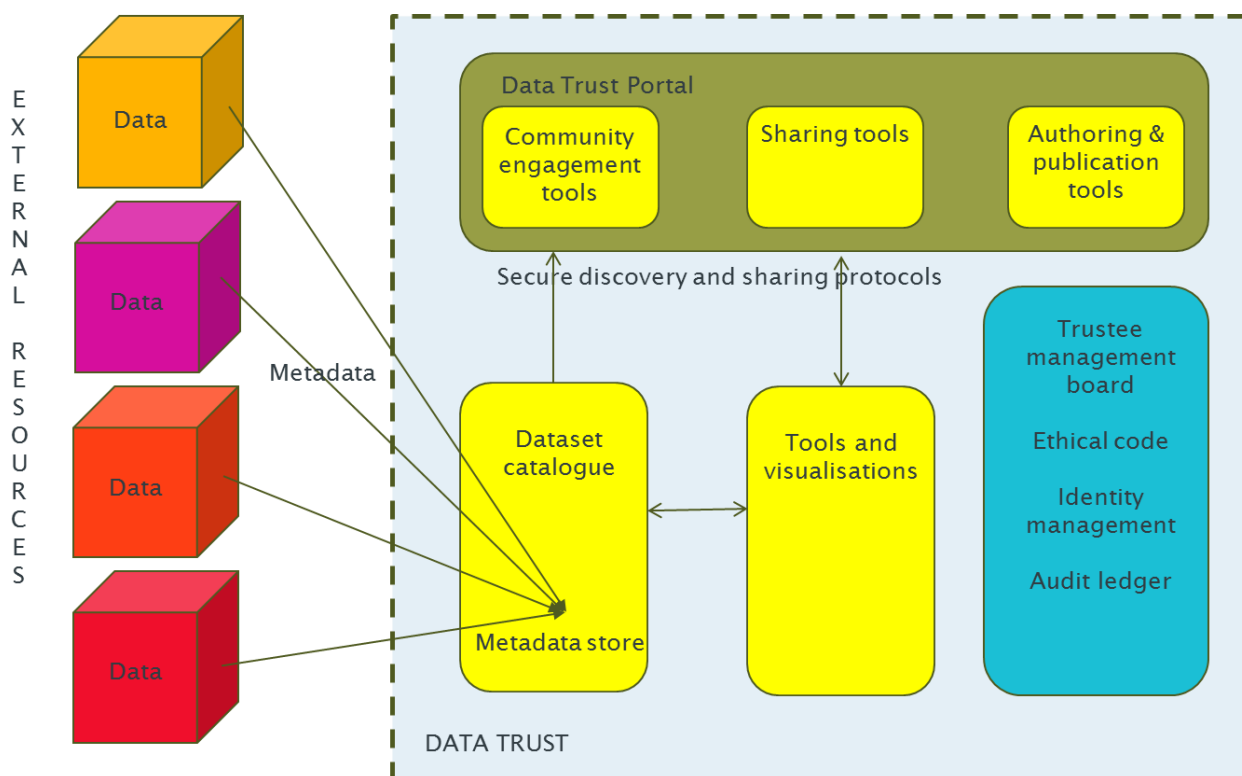 EXTERNAL RESOURCES
Data
Data
Data
Data
Metadata
Data Trust Portal
Community
engagement
tools
Sharing tools
Authoring &
publication
tools
Secure discovery and sharing protocols
Dataset
catalogue
Metadata store
Tools and
visualisations
Trustee
management
board
Ethical code
Identity
management
Audit ledger
DATA TRUST